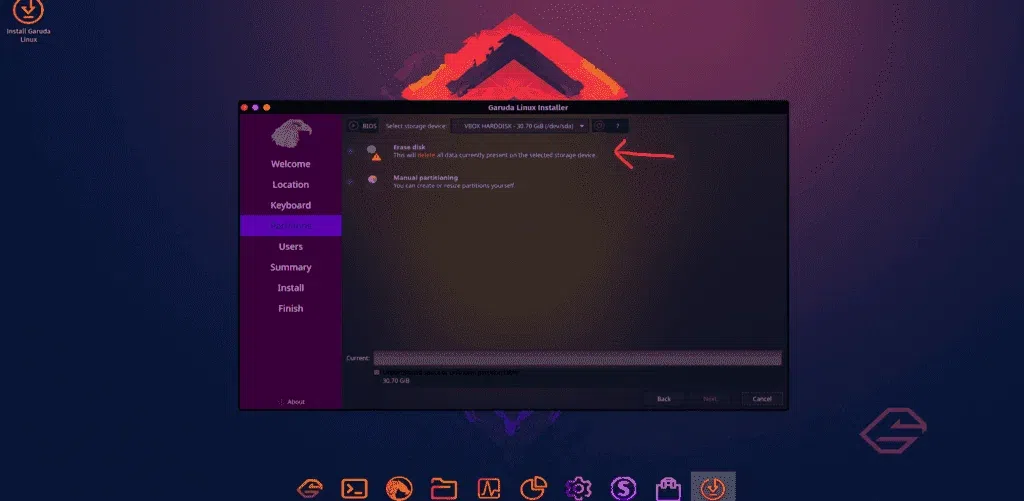 Install Garuda
Linux
Garuda Linux Installer
BIOS Select storage device: VBOX HARDDISK - 30.70 GiB (/dev/sda) ?
Welcome
Location
Keyboard
Partitions
Users
Summary
Install
Finish
About
Erase disk
This will delete all data currently present on the selected storage device.
Manual partitioning
You can create or resize partitions yourself.
Current:
30.70 GiB
Back Next Cancel